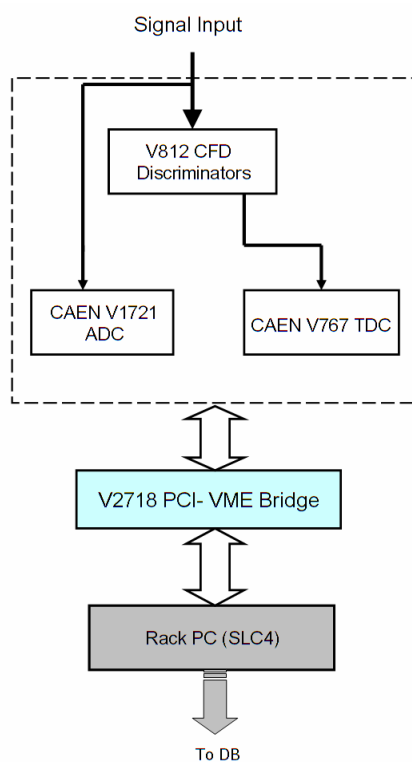 Signal Input
V812 CFD
Discriminators
CAEN V1721
ADC
CAEN V767 TDC
V2718 PCI- VME Bridge
Rack PC (SLC4)
To DB